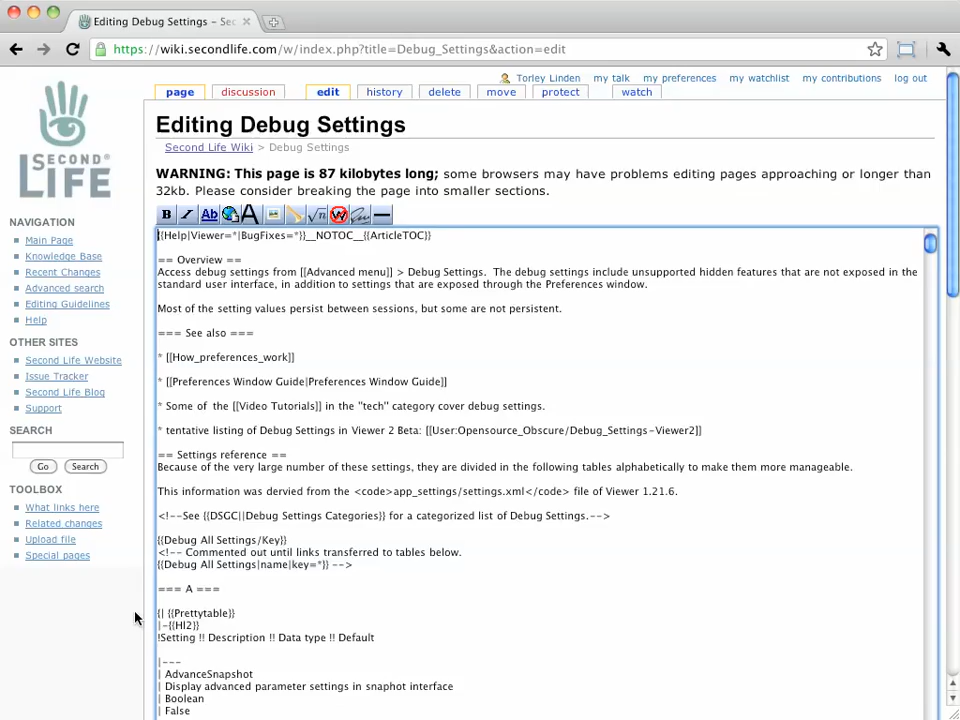 Editing Debug Settings – Sec
https://wiki.secondlife.com/w/index.php?title=Debug_Settings&action=edit
Torley Linden my talk my preferences my watchlist my contributions log out
page discussion edit history delete move protect watch
SECOND LIFE
Editing Debug Settings
Second Life Wiki > Debug Settings
WARNING: This page is 87 kilobytes long; some browsers may have problems editing pages approaching or longer than
32kb. Please consider breaking the page into smaller sections.
B I Ab A √n W
NAVIGATION
Main Page
Knowledge Base
Recent Changes
Advanced search
Editing Guidelines
Help
OTHER SITES
Second Life Website
Issue Tracker
Second Life Blog
Support
SEARCH
Go Search
TOOLBOX
What links here
Related changes
Upload file
Special pages
{{Help|Viewer=*|BugFixes=*}}__NOTOC__{{ArticleTOC}}
== Overview ==
Access debug settings from [[Advanced menu]] > Debug Settings.  The debug settings include unsupported hidden features that are not exposed in the
standard user interface, in addition to settings that are exposed through the Preferences window.
Most of the setting values persist between sessions, but some are not persistent.
=== See also ===
* [[How_preferences_work]]
* [[Preferences Window Guide|Preferences Window Guide]]
* Some of the [[Video Tutorials]] in the "tech" category cover debug settings.
* tentative listing of Debug Settings in Viewer 2 Beta: [[User:Opensource_Obscure/Debug_Settings-Viewer2]]
== Settings reference ==
Because of the very large number of these settings, they are divided in the following tables alphabetically to make them more manageable.
This information was dervied from the <code>app_settings/settings.xml</code> file of Viewer 1.21.6.
<!--See {{DSGC||Debug Settings Categories}} for a categorized list of Debug Settings.-->
{{Debug All Settings/Key}}
<!-- Commented out until links transferred to tables below.
{{Debug All Settings|name|key=*}} -->
=== A ===
{| {{Prettytable}}
|-{{Hl2}}
!Setting !! Description !! Data type !! Default
|---
| AdvanceSnapshot
| Display advanced parameter settings in snaphot interface
| Boolean
| False